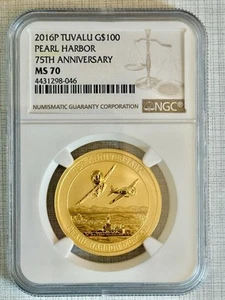 2016P TUVALU G$100
PEARL HARBOR
75TH ANNIVERSARY
MS 70
4431298-046
NUMISMATIC GUARANTY CORPORATION
NGC